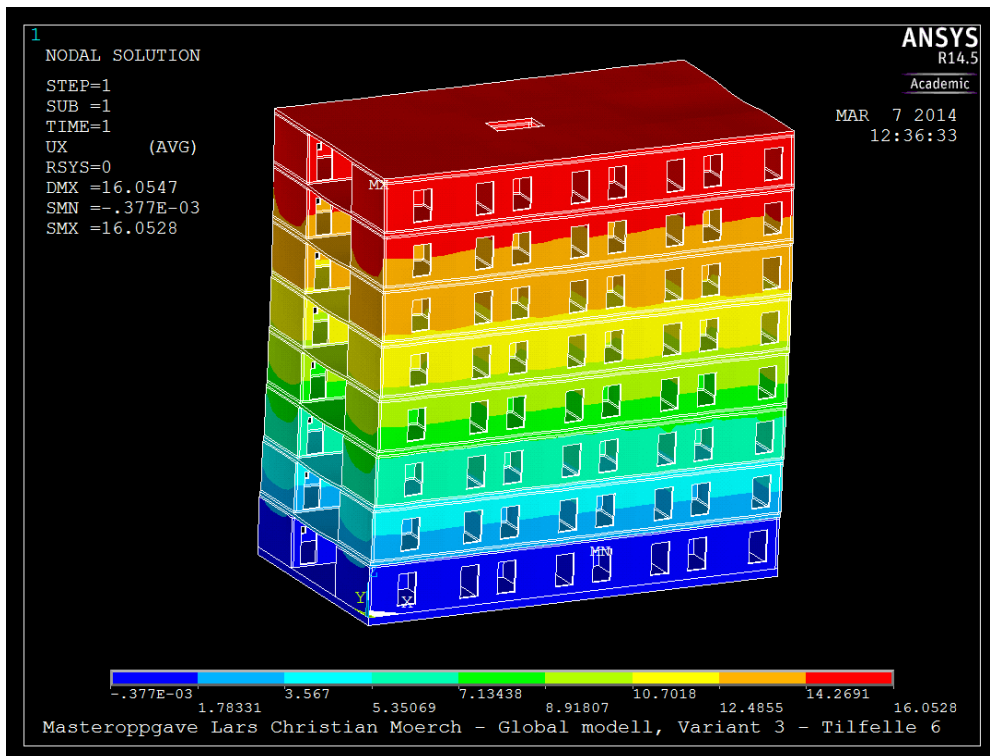 1
NODAL SOLUTION
ANSYS
R14.5
Academic
STEP=1
SUB =1
TIME=1
UX (AVG)
RSYS=0
DMX =16.0547
SMN =-.377E-03
SMX =16.0528
MAR 7 2014
12:36:33
MX
MN
Z
Y
X
-.377E-03 3.567 7.13438 10.7018 14.2691
1.78331 5.35069 8.91807 12.4855 16.0528
Masteroppgave Lars Christian Moerch - Global modell, Variant 3 - Tilfelle 6